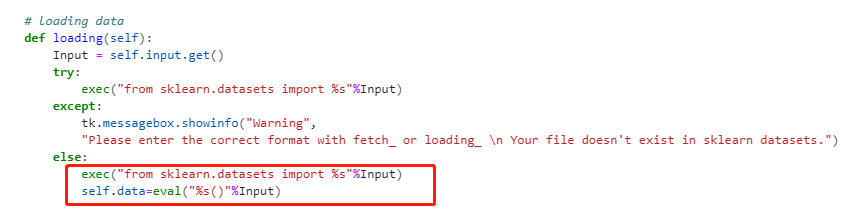 # loading data
def loading(self):
    Input = self.input.get()
    try:
        exec("from sklearn.datasets import %s"%Input)
    except:
        tk.messagebox.showinfo("Warning",
        "Please enter the correct format with fetch_ or loading_ \n Your file doesn't exist in sklearn datasets.")
    else:
        exec("from sklearn.datasets import %s"%Input)
        self.data=eval("%s()"%Input)